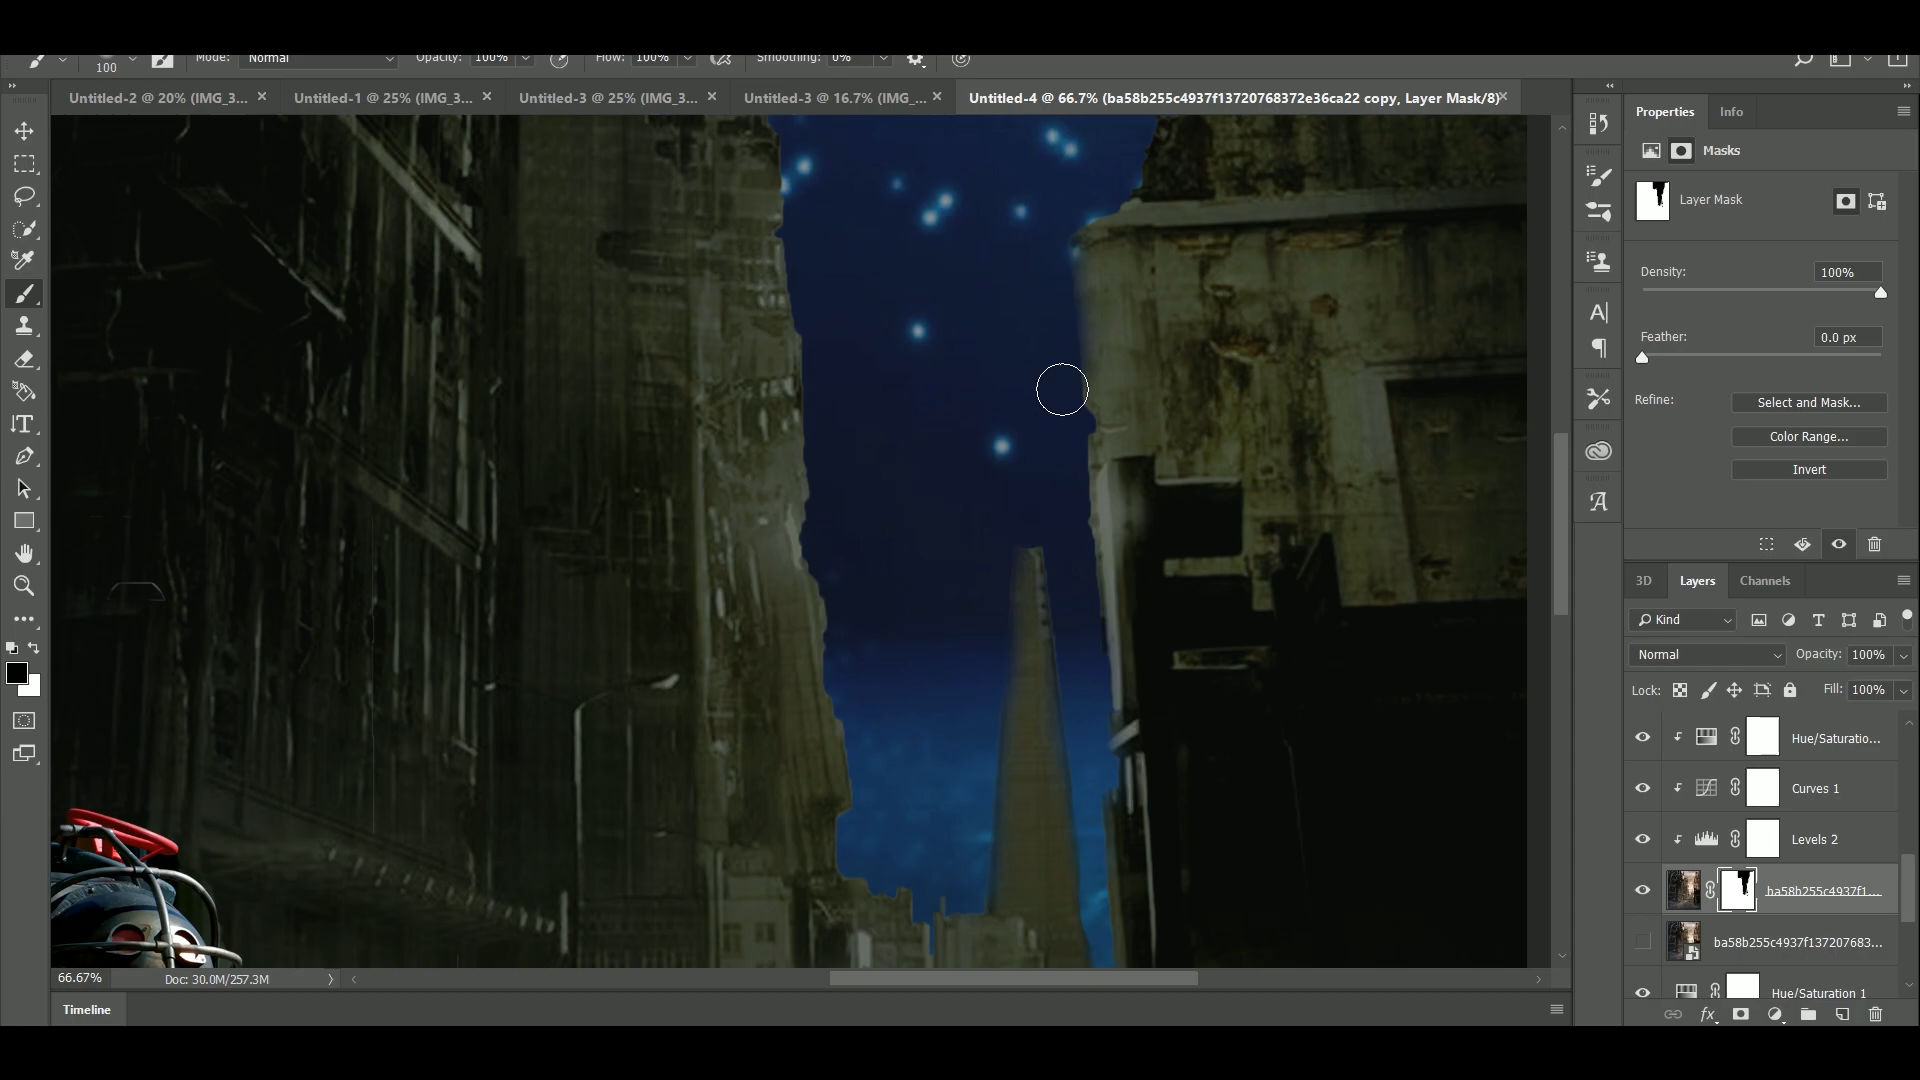 100 Mode: Normal Opacity: 100% Flow: 100% Smoothing: 0%
Untitled-2 @ 20% (IMG_3... Untitled-1 @ 25% (IMG_3... Untitled-3 @ 25% (IMG_3... Untitled-3 @ 16.7% (IMG_... Untitled-4 @ 66.7% (ba58b255c4937f13720768372e36ca22 copy, Layer Mask/8)
Properties Info
Masks
Layer Mask
Density: 100%
Feather: 0.0 px
Refine: Select and Mask...
Color Range...
Invert
3D Layers Channels
Kind
Normal Opacity: 100%
Lock: Fill: 100%
Hue/Saturatio...
Curves 1
Levels 2
ba58b255c4937f1...
ba58b255c4937f137207683...
Hue/Saturation 1
fx
66.67% Doc: 30.0M/257.3M
Timeline